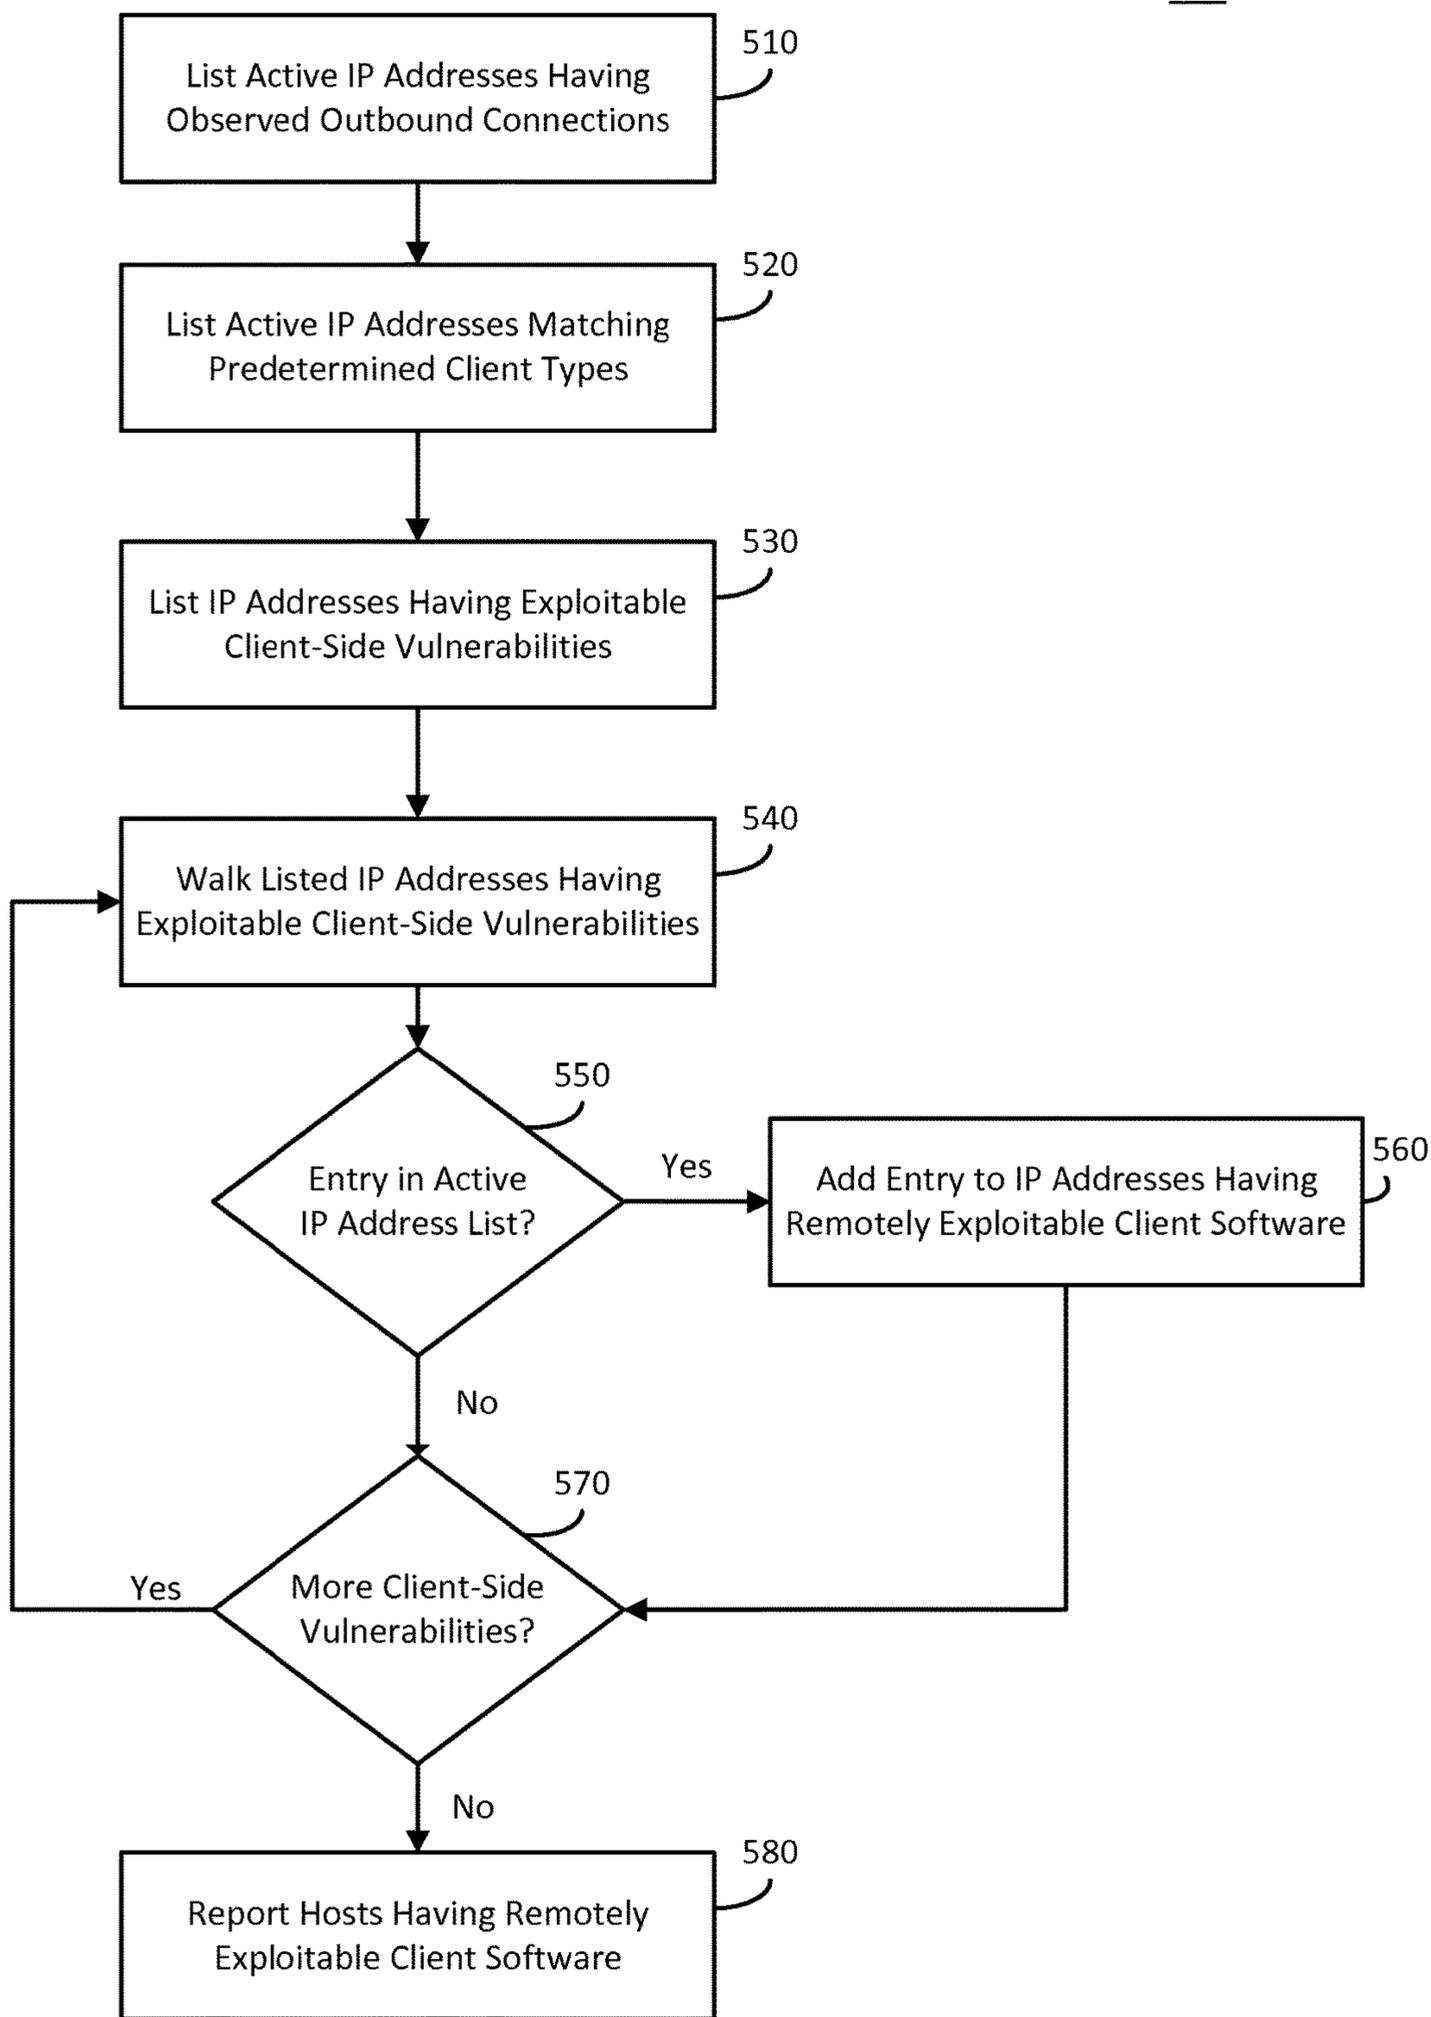 510
List Active IP Addresses Having
Observed Outbound Connections
520
List Active IP Addresses Matching
Predetermined Client Types
530
List IP Addresses Having Exploitable
Client-Side Vulnerabilities
540
Walk Listed IP Addresses Having
Exploitable Client-Side Vulnerabilities
550
Entry in Active
IP Address List?
Yes
560
Add Entry to IP Addresses Having
Remotely Exploitable Client Software
No
570
More Client-Side
Vulnerabilities?
Yes
No
580
Report Hosts Having Remotely
Exploitable Client Software